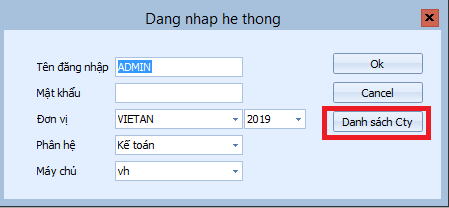 Dang nhap he thong
Tên đăng nhập ADMIN Ok
Mật khẩu Cancel
Đơn vị VIETAN 2019 Danh sách Cty
Phân hệ Kế toán
Máy chủ vh